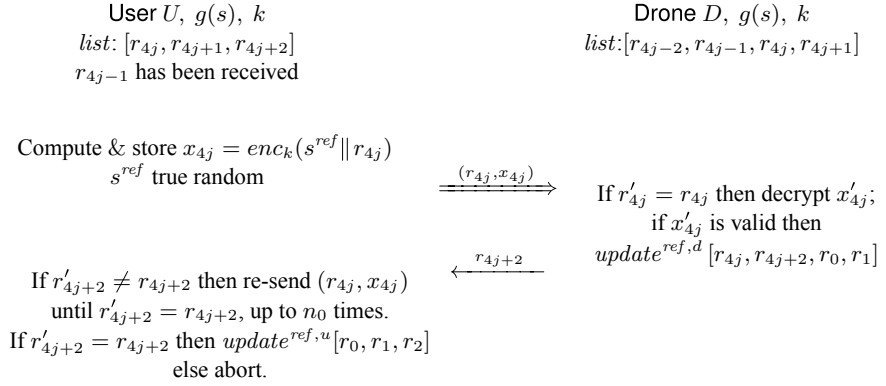 User U, g(s), k
list: [r_{4j}, r_{4j+1}, r_{4j+2}]
r_{4j−1} has been received
Drone D, g(s), k
list:[r_{4j−2}, r_{4j−1}, r_{4j}, r_{4j+1}]
Compute & store x_{4j} = enc_k(s^{ref}‖r_{4j})
s^{ref} true random
(r_{4j},x_{4j})
If r′_{4j} = r_{4j} then decrypt x′_{4j};
if x′_{4j} is valid then
update^{ref,d} [r_{4j}, r_{4j+2}, r_0, r_1]
r_{4j+2}
If r′_{4j+2} ≠ r_{4j+2} then re-send (r_{4j}, x_{4j})
until r′_{4j+2} = r_{4j+2}, up to n_0 times.
If r′_{4j+2} = r_{4j+2} then update^{ref,u}[r_0, r_1, r_2]
else abort.